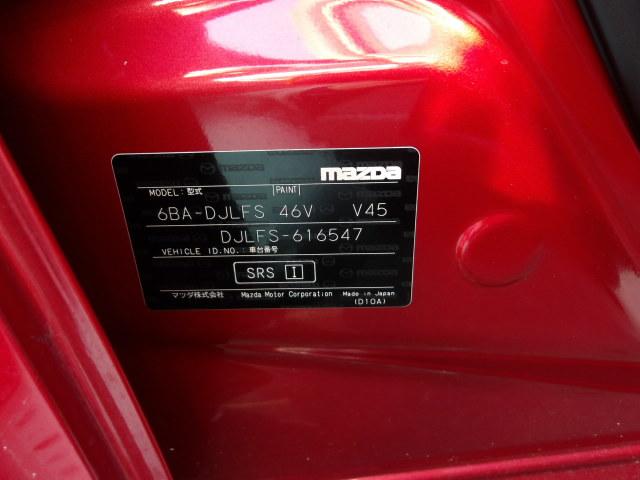 mazda
MODEL: 型式 PAINT
6BA-DJLFS 46V V45
DJLFS-616547
VEHICLE ID.NO.: 車台番号
SRS I
マツダ株式会社 Mazda Motor Corporation Made in Japan
(D10A)